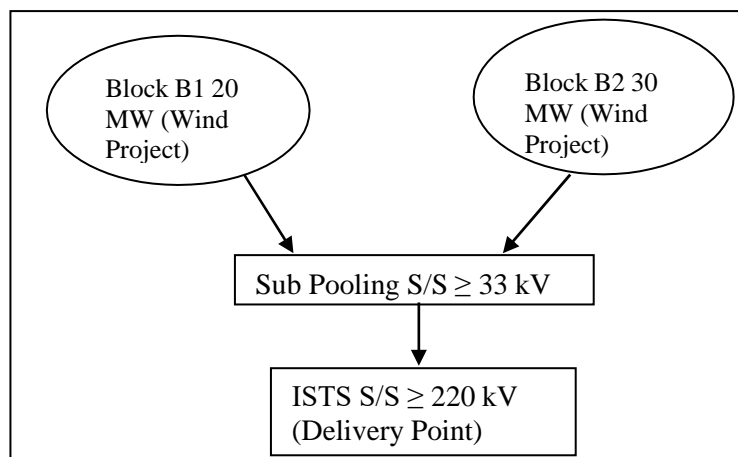 Block B1 20
MW (Wind
Project)
Block B2 30
MW (Wind
Project)
Sub Pooling S/S ≥ 33 kV
ISTS S/S ≥ 220 kV
(Delivery Point)